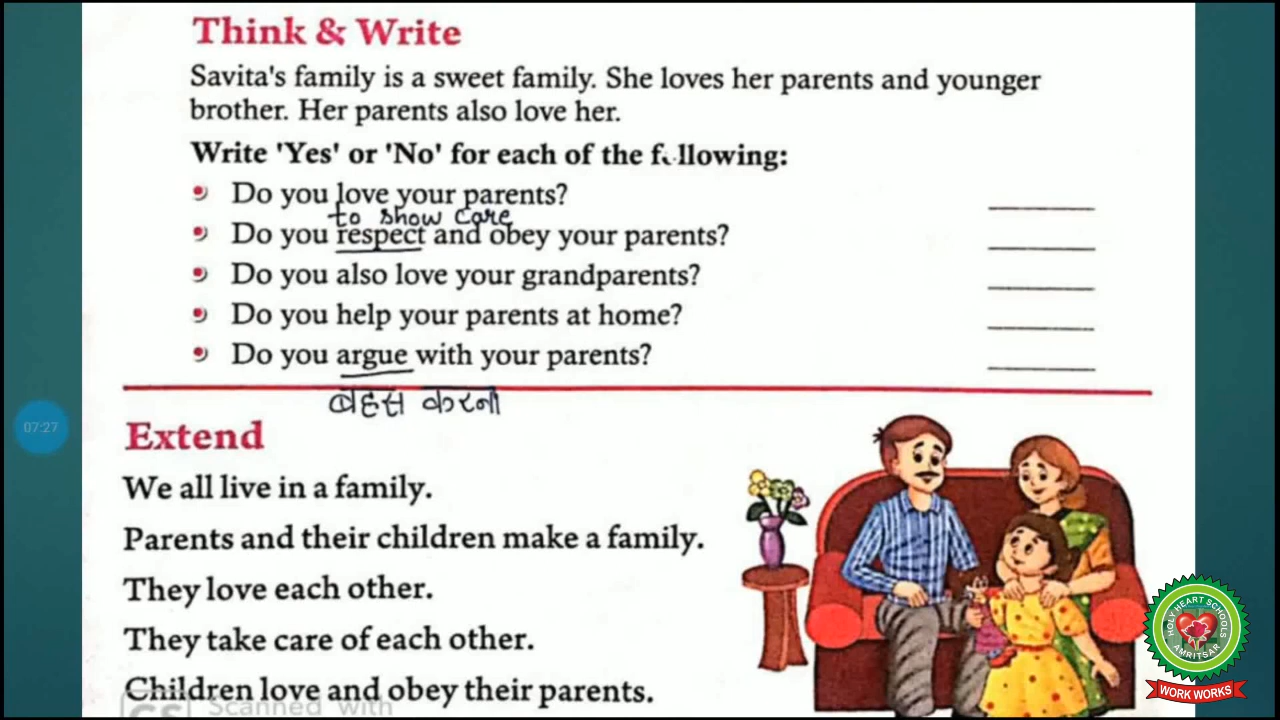 Think & Write
Savita's family is a sweet family. She loves her parents and younger
brother. Her parents also love her.
Write 'Yes' or 'No' for each of the following:
Do you love your parents?
to show care
Do you respect and obey your parents?
Do you also love your grandparents?
Do you help your parents at home?
Do you argue with your parents?
बहस करनी
07:27
Extend
We all live in a family.
Parents and their children make a family.
They love each other.
They take care of each other.
Children love and obey their parents.
CS Scanned with
HOLY HEART SCHOOLS
AMRITSAR
WORK WORKS